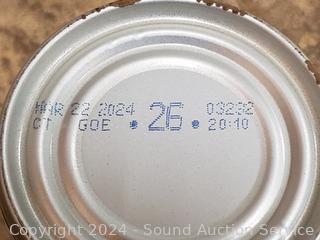 MAR 22 2024 26 03232
CT GOE 20:10
Copyright 2024 - Sound Auction Service